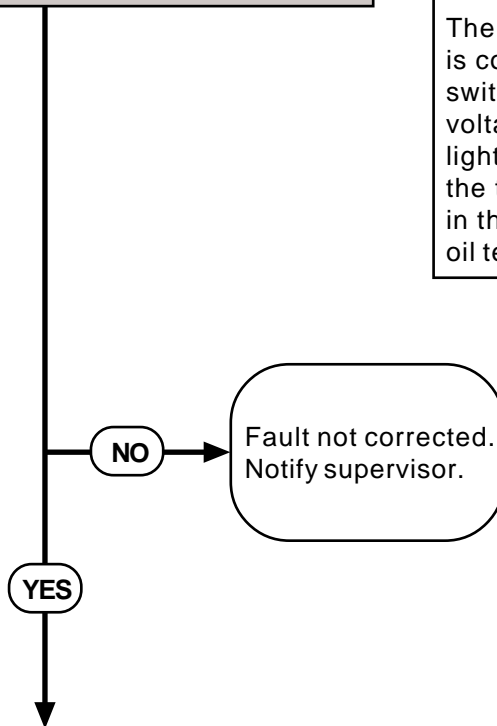 The
is co
swit
volta
light
the t
in th
oil te
NO
Fault not corrected.
Notify supervisor.
YES